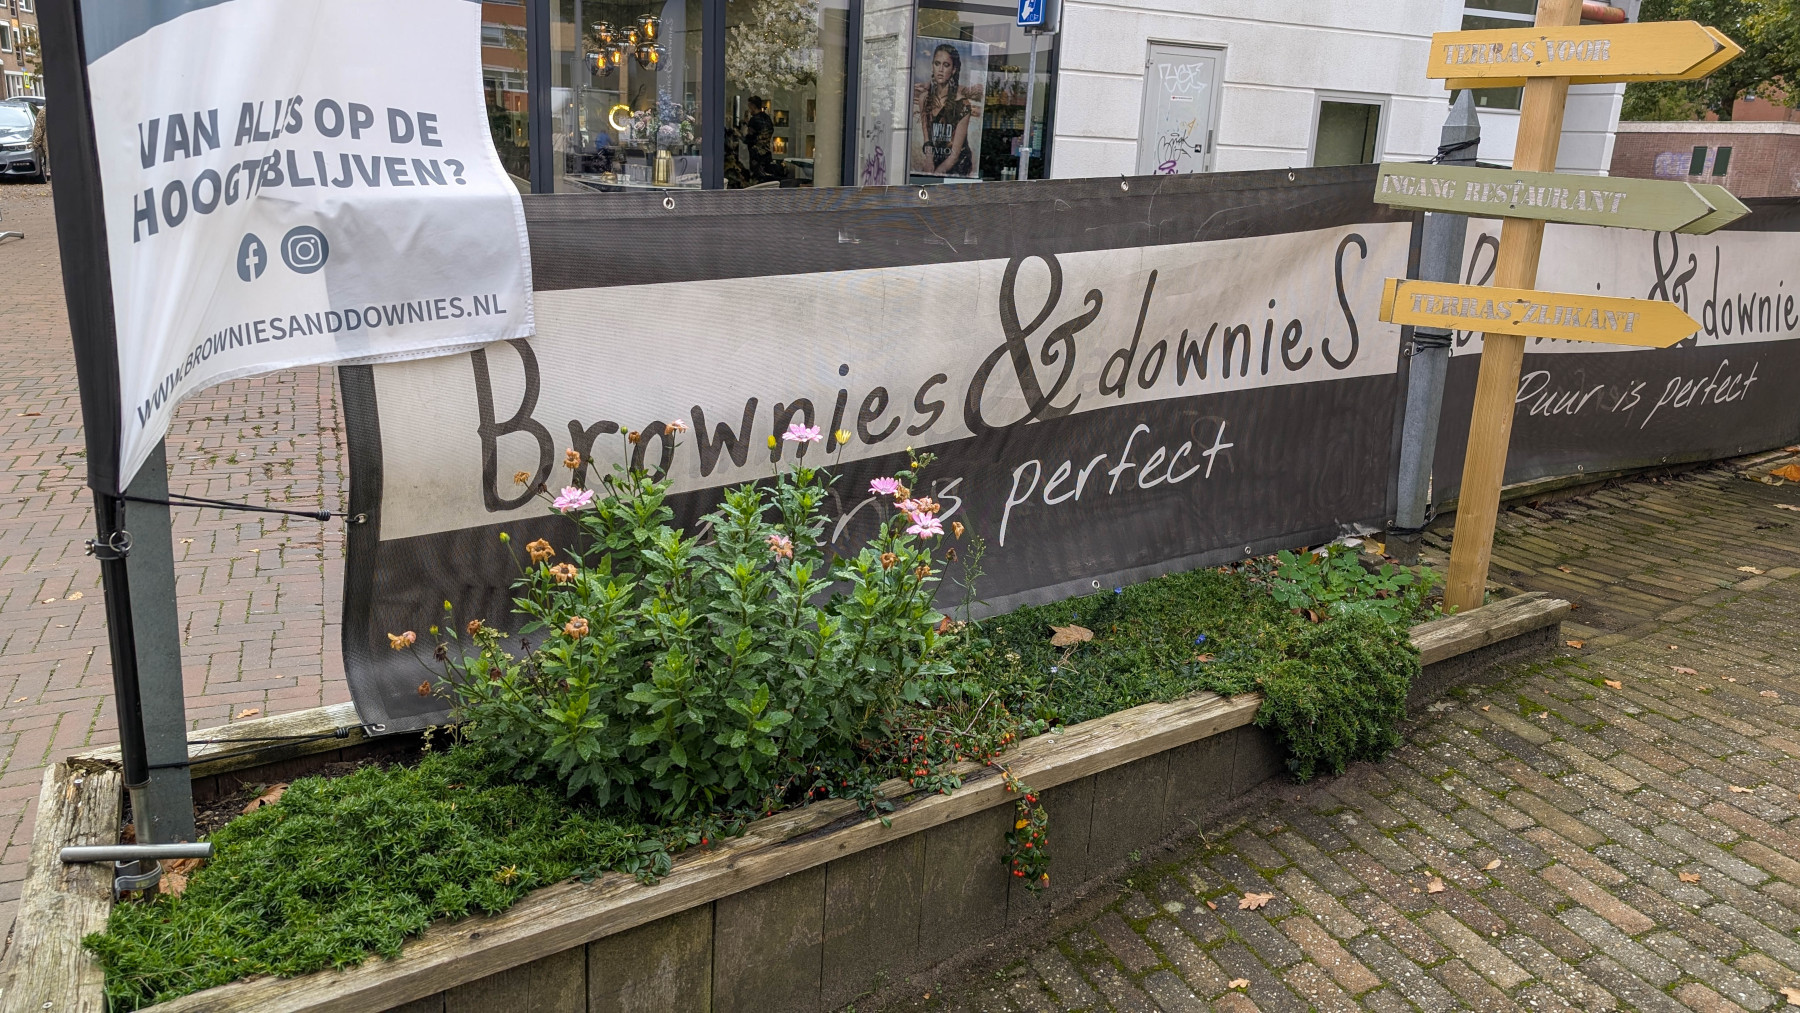 VAN ALLES OP DE
HOOGTE BLIJVEN?
WWW.BROWNIESANDDOWNIES.NL
Brownies & downieS
is perfect
TERRAS VOOR
INGANG RESTAURANT
TERRAS ZIJKANT
downie
Puur is perfect